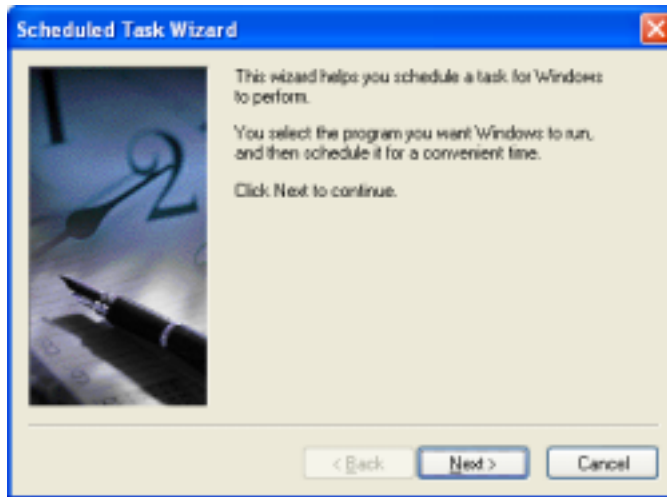 Scheduled Task Wizard
This wizard helps you schedule a task for Windows
to perform.
You select the program you want Windows to run,
and then schedule it for a convenient time.
Click Next to continue.
< Back
Next >
Cancel